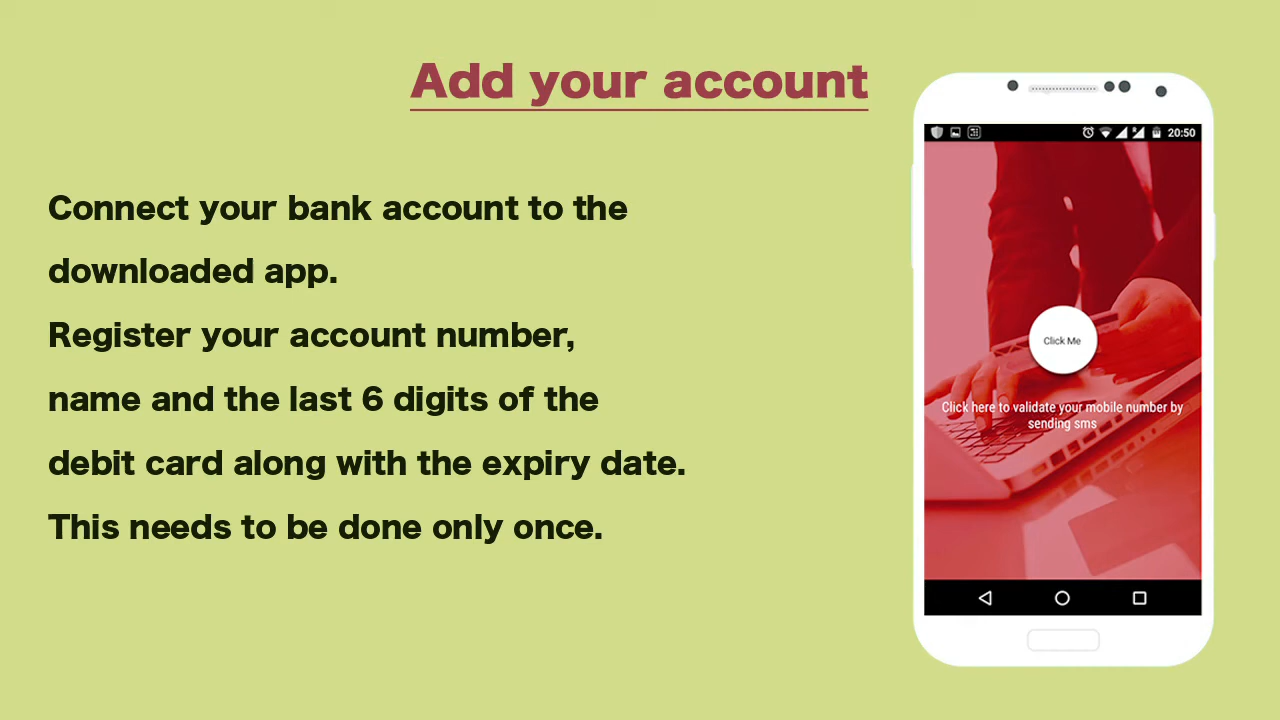 Add your account
Connect your bank account to the
downloaded app.
Register your account number,
name and the last 6 digits of the
debit card along with the expiry date.
This needs to be done only once.
20:50
Click Me
Click here to validate your mobile number by
sending sms